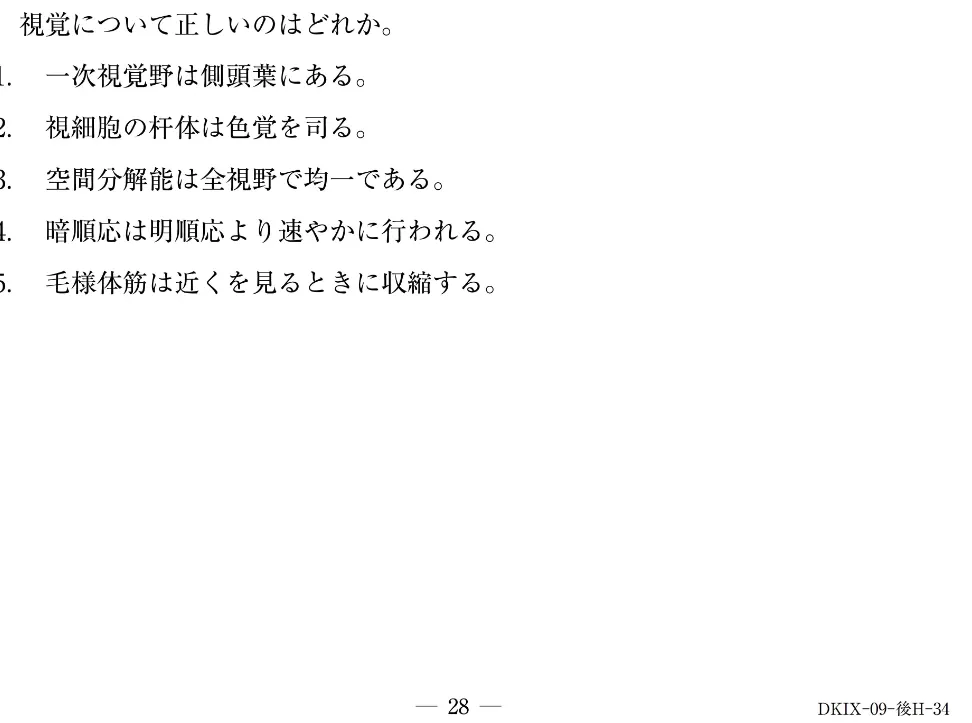 視覚について正しいのはどれか。
1. 一次視覚野は側頭葉にある。
2. 視細胞の杆体は色覚を司る。
3. 空間分解能は全視野で均一である。
4. 暗順応は明順応より速やかに行われる。
5. 毛様体筋は近くを見るときに収縮する。
— 28 —
DKIX-09-後H-34